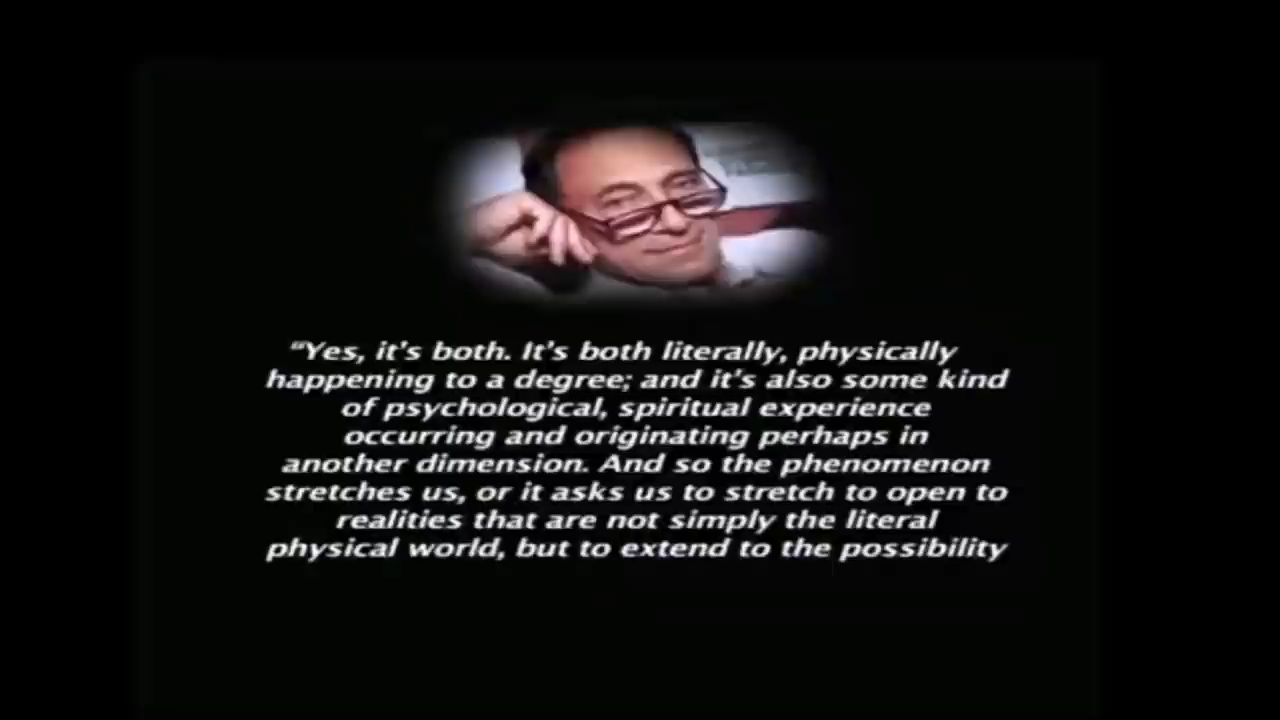 “Yes, it's both. It's both literally, physically
happening to a degree; and it's also some kind
of psychological, spiritual experience
occurring and originating perhaps in
another dimension. And so the phenomenon
stretches us, or it asks us to stretch to open to
realities that are not simply the literal
physical world, but to extend to the possibility